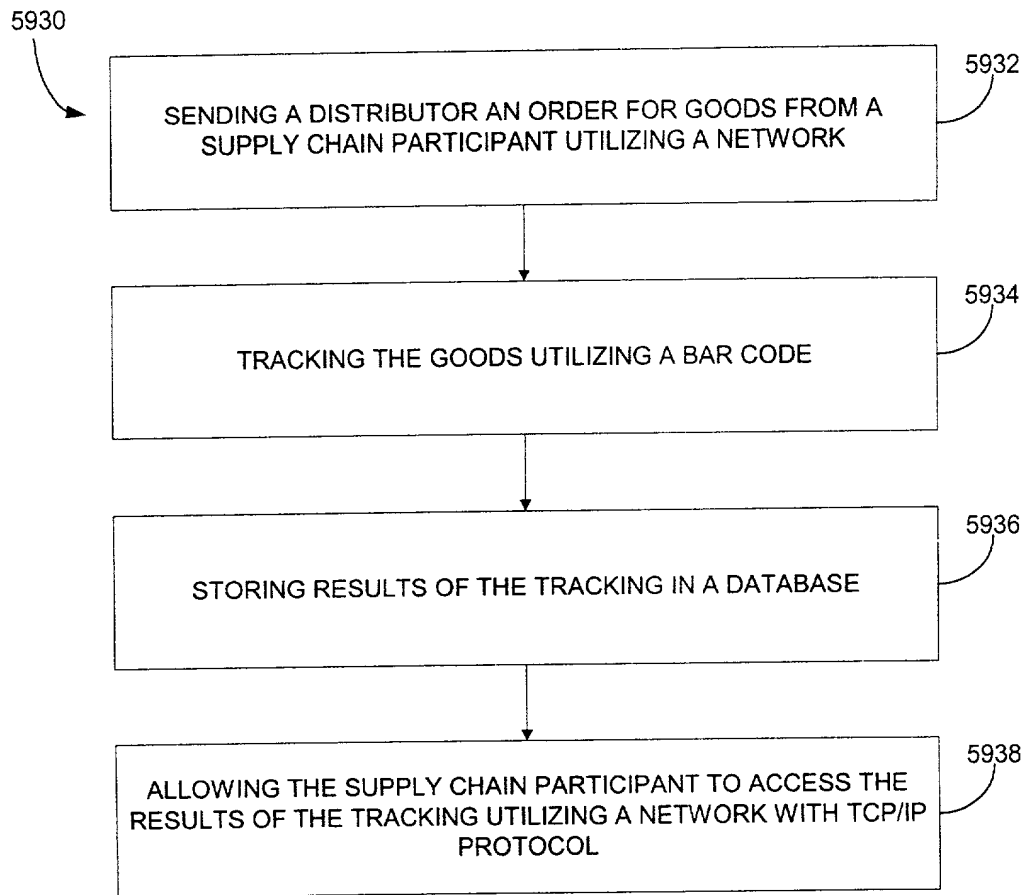 5930
5932
SENDING A DISTRIBUTOR AN ORDER FOR GOODS FROM A
SUPPLY CHAIN PARTICIPANT UTILIZING A NETWORK
5934
TRACKING THE GOODS UTILIZING A BAR CODE
5936
STORING RESULTS OF THE TRACKING IN A DATABASE
5938
ALLOWING THE SUPPLY CHAIN PARTICIPANT TO ACCESS THE
RESULTS OF THE TRACKING UTILIZING A NETWORK WITH TCP/IP
PROTOCOL